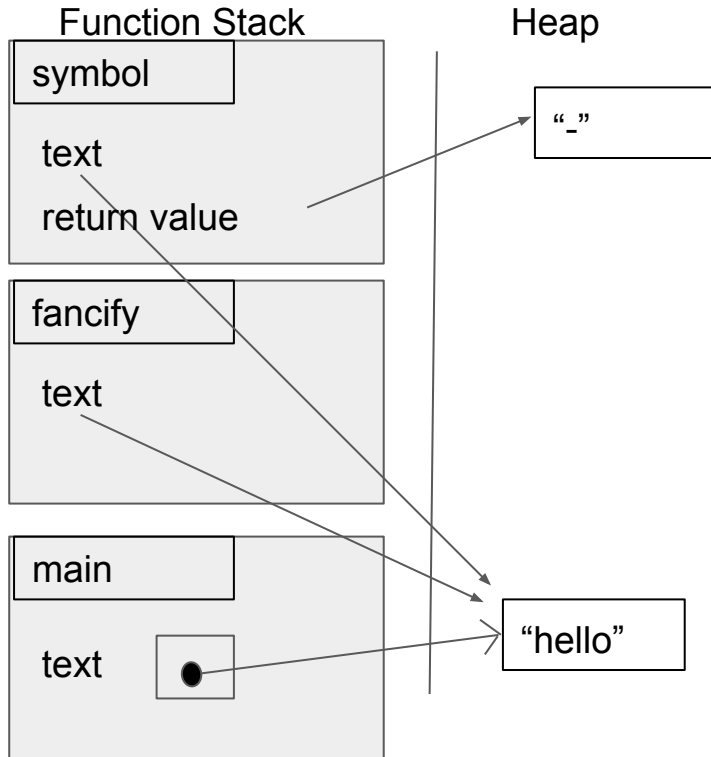 Function Stack
Heap
symbol
“-”
text
return value
fancify
text
main
text
“hello”